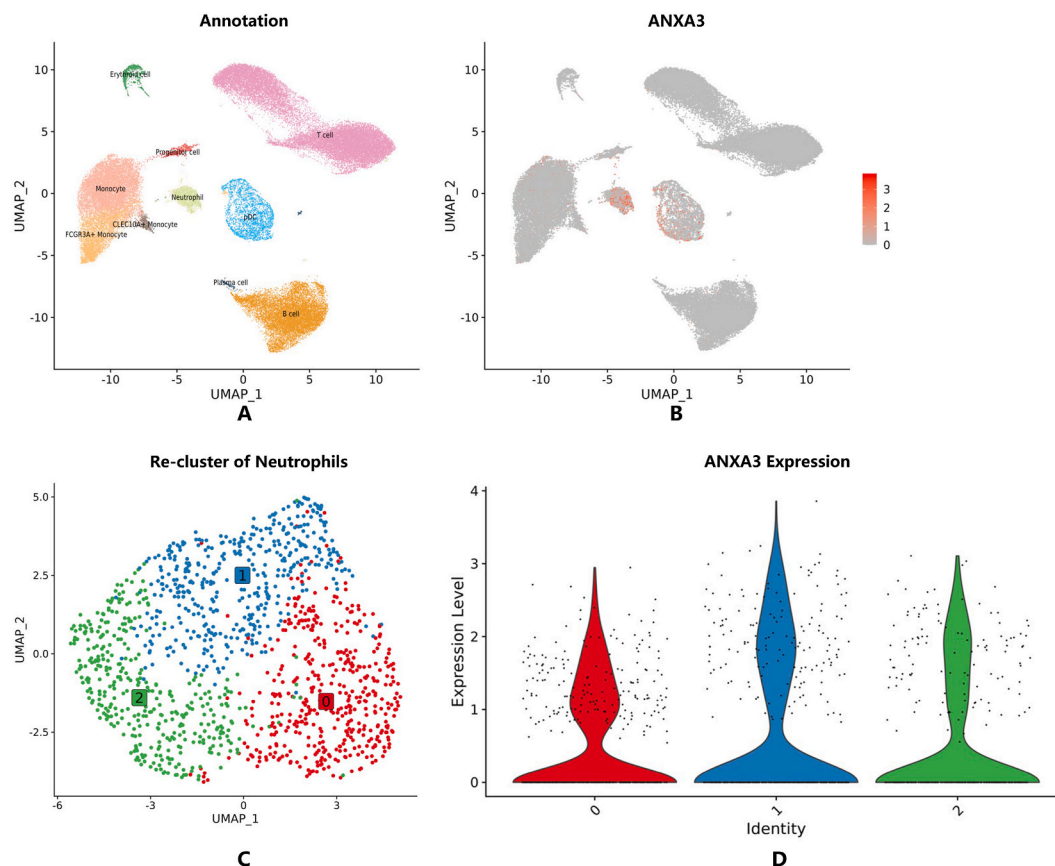 Annotation
10
5
0
-5
-10
UMAP_2
Erythroid cell
T cell
Progenitor cell
Monocyte
Neutrophil
pDC
CLEC10A+ Monocyte
FCGR3A+ Monocyte
Plasma cell
B cell
-10 -5 0 5 10
UMAP_1
A
ANXA3
10
5
0
-5
-10
UMAP_2
3
2
1
0
-10 -5 0 5 10
UMAP_1
B
Re-cluster of Neutrophils
5.0
2.5
0.0
-2.5
UMAP_2
1
2
0
-6 -3 0 3
UMAP_1
C
ANXA3 Expression
4
3
2
1
0
Expression Level
0 1 2
Identity
D